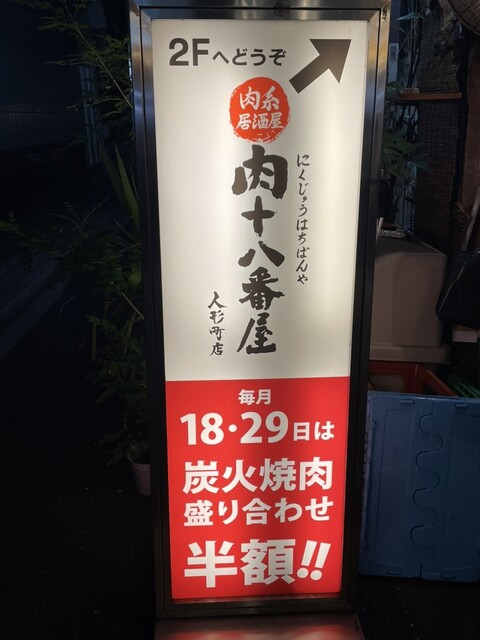 2Fへどうぞ
肉系
居酒屋
にくじゅうはちばんや
肉十八番屋
人形町店
毎月
18・29日は
炭火焼肉
盛り合わせ
半額!!